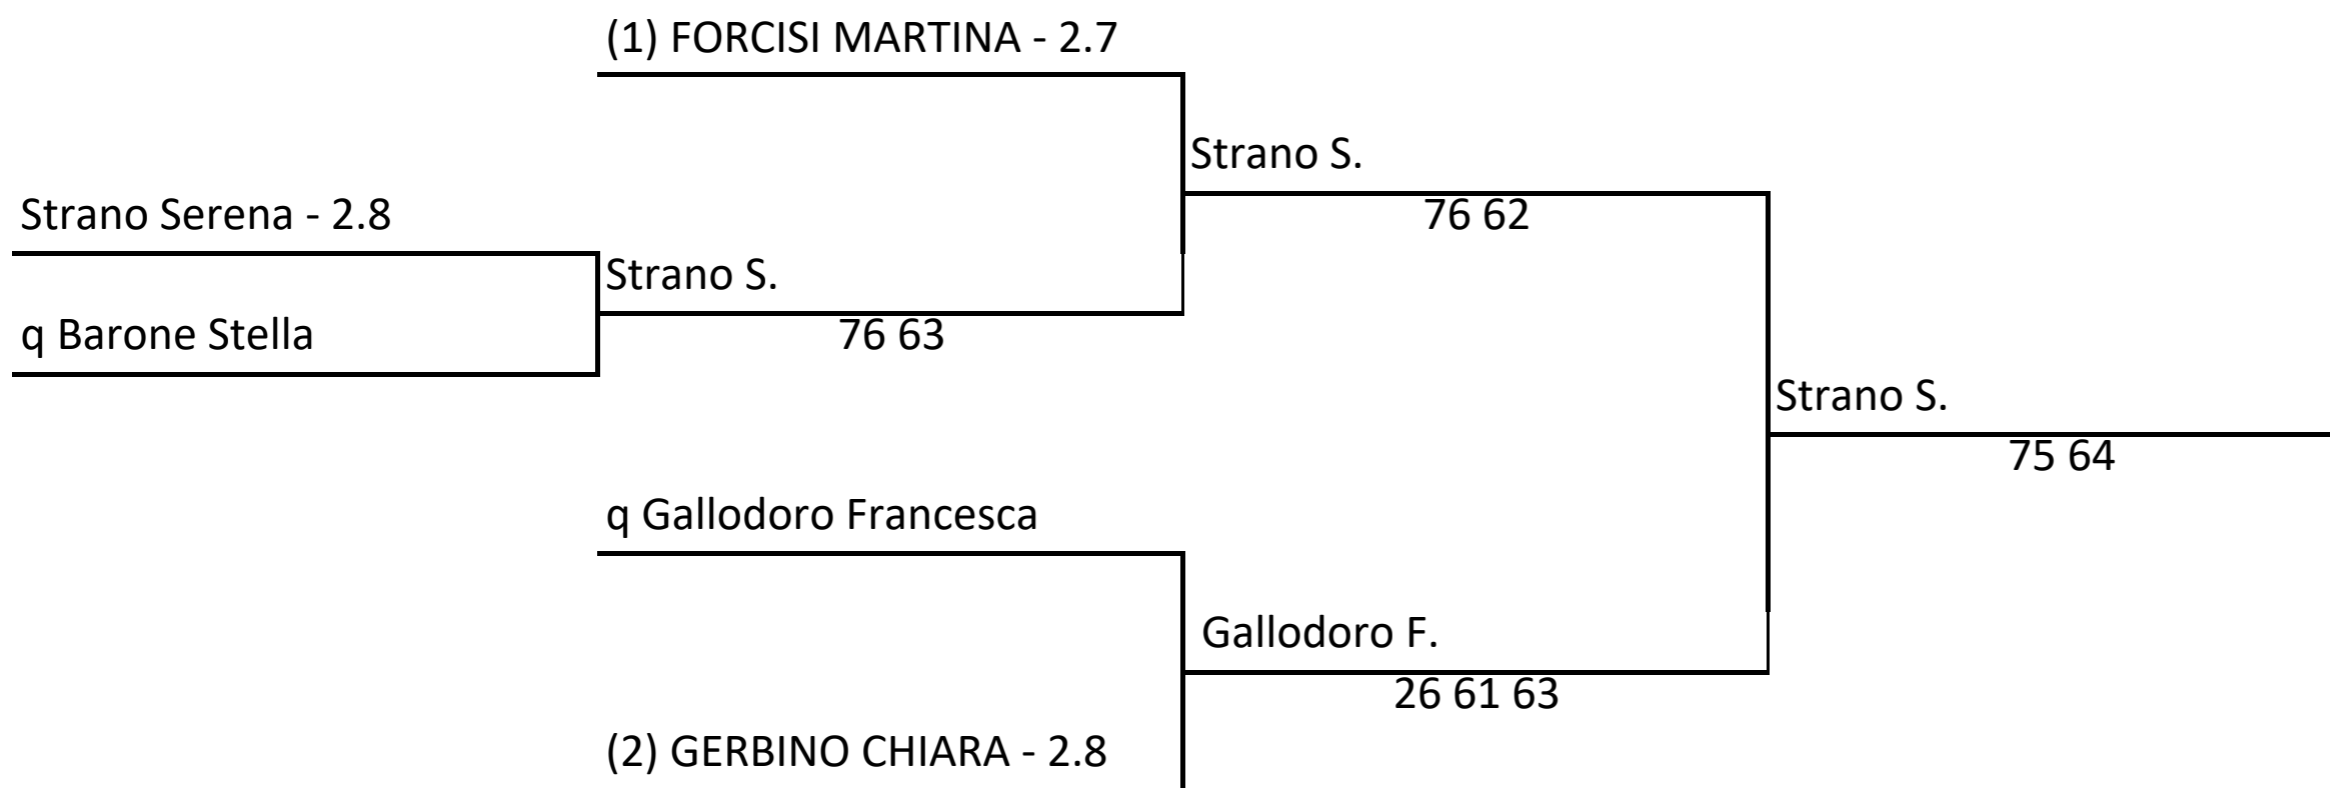 (1) FORCISI MARTINA - 2.7
Strano S.
76 62
Strano Serena - 2.8
Strano S.
76 63
q Barone Stella
Strano S.
75 64
q Gallodoro Francesca
Gallodoro F.
26 61 63
(2) GERBINO CHIARA - 2.8